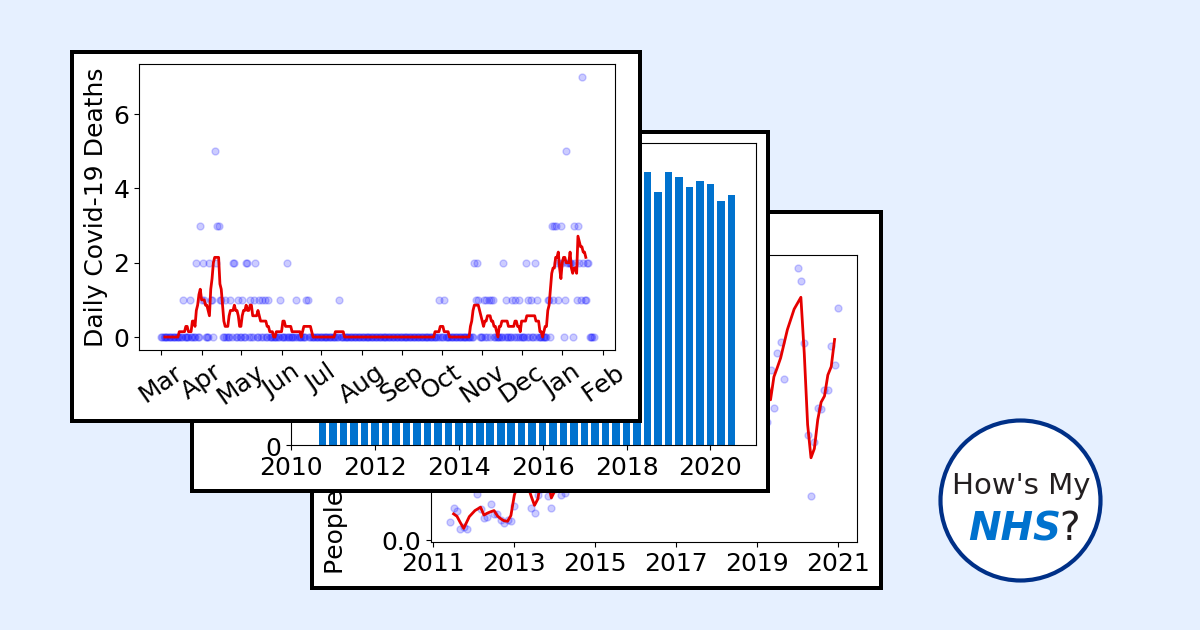 Daily Covid-19 Deaths
6
4
2
0
Mar Apr May Jun Jul Aug Sep Oct Nov Dec Jan Feb
0
2010 2012 2014 2016 2018 2020
People
0.0
2011 2013 2015 2017 2019 2021
How's My
NHS?